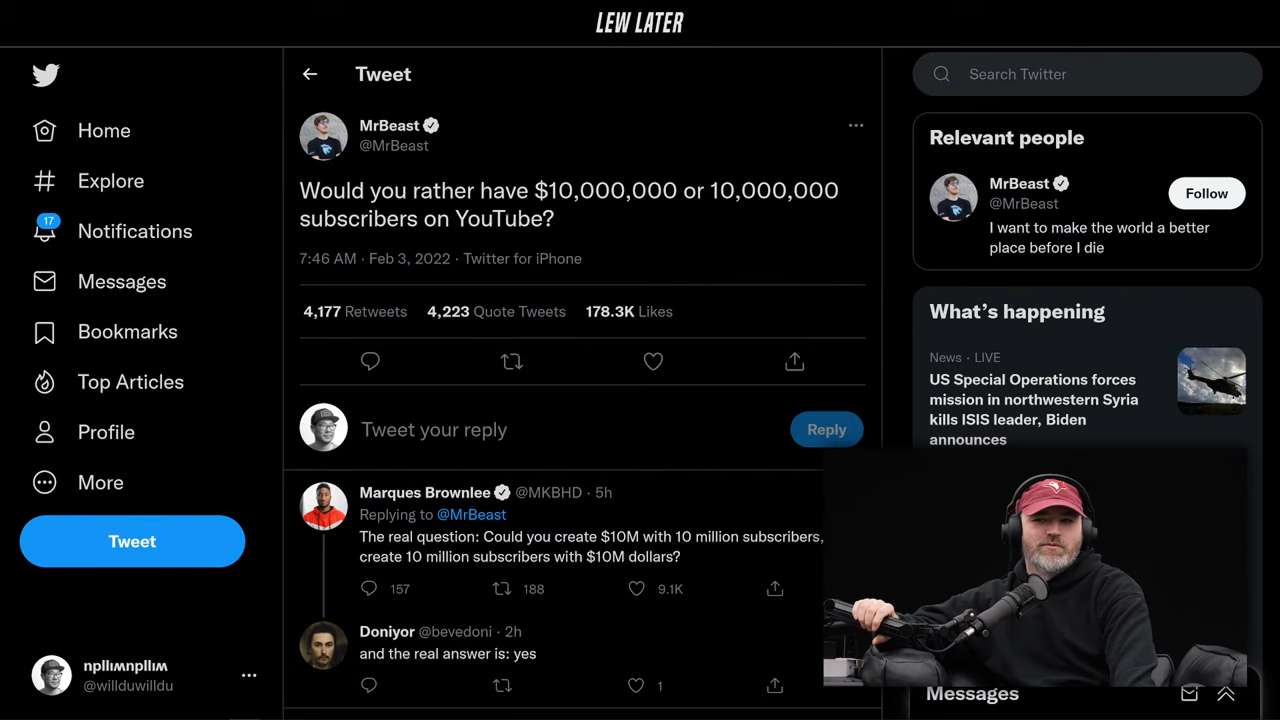 LEW LATER
Home
Explore
17
Notifications
Messages
Bookmarks
Top Articles
Profile
More
Tweet
npllımnpllım
@willduwilldu
Tweet
MrBeast
@MrBeast
Would you rather have $10,000,000 or 10,000,000
subscribers on YouTube?
7:46 AM · Feb 3, 2022 · Twitter for iPhone
4,177 Retweets 4,223 Quote Tweets 178.3K Likes
Tweet your reply
Reply
Marques Brownlee @MKBHD · 5h
Replying to @MrBeast
The real question: Could you create $10M with 10 million subscribers,
create 10 million subscribers with $10M dollars?
157 188 9.1K
Doniyor @bevedoni · 2h
and the real answer is: yes
1
Search Twitter
Relevant people
MrBeast
@MrBeast
Follow
I want to make the world a better
place before I die
What's happening
News · LIVE
US Special Operations forces
mission in northwestern Syria
kills ISIS leader, Biden
announces
Messages